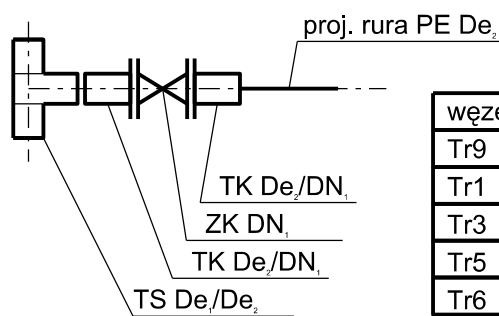 proj. rura PE De₂
TK De₂/DN₁
ZK DN₁
TK De₂/DN₁
TS De₁/De₂
węze
Tr9
Tr1
Tr3
Tr5
Tr6